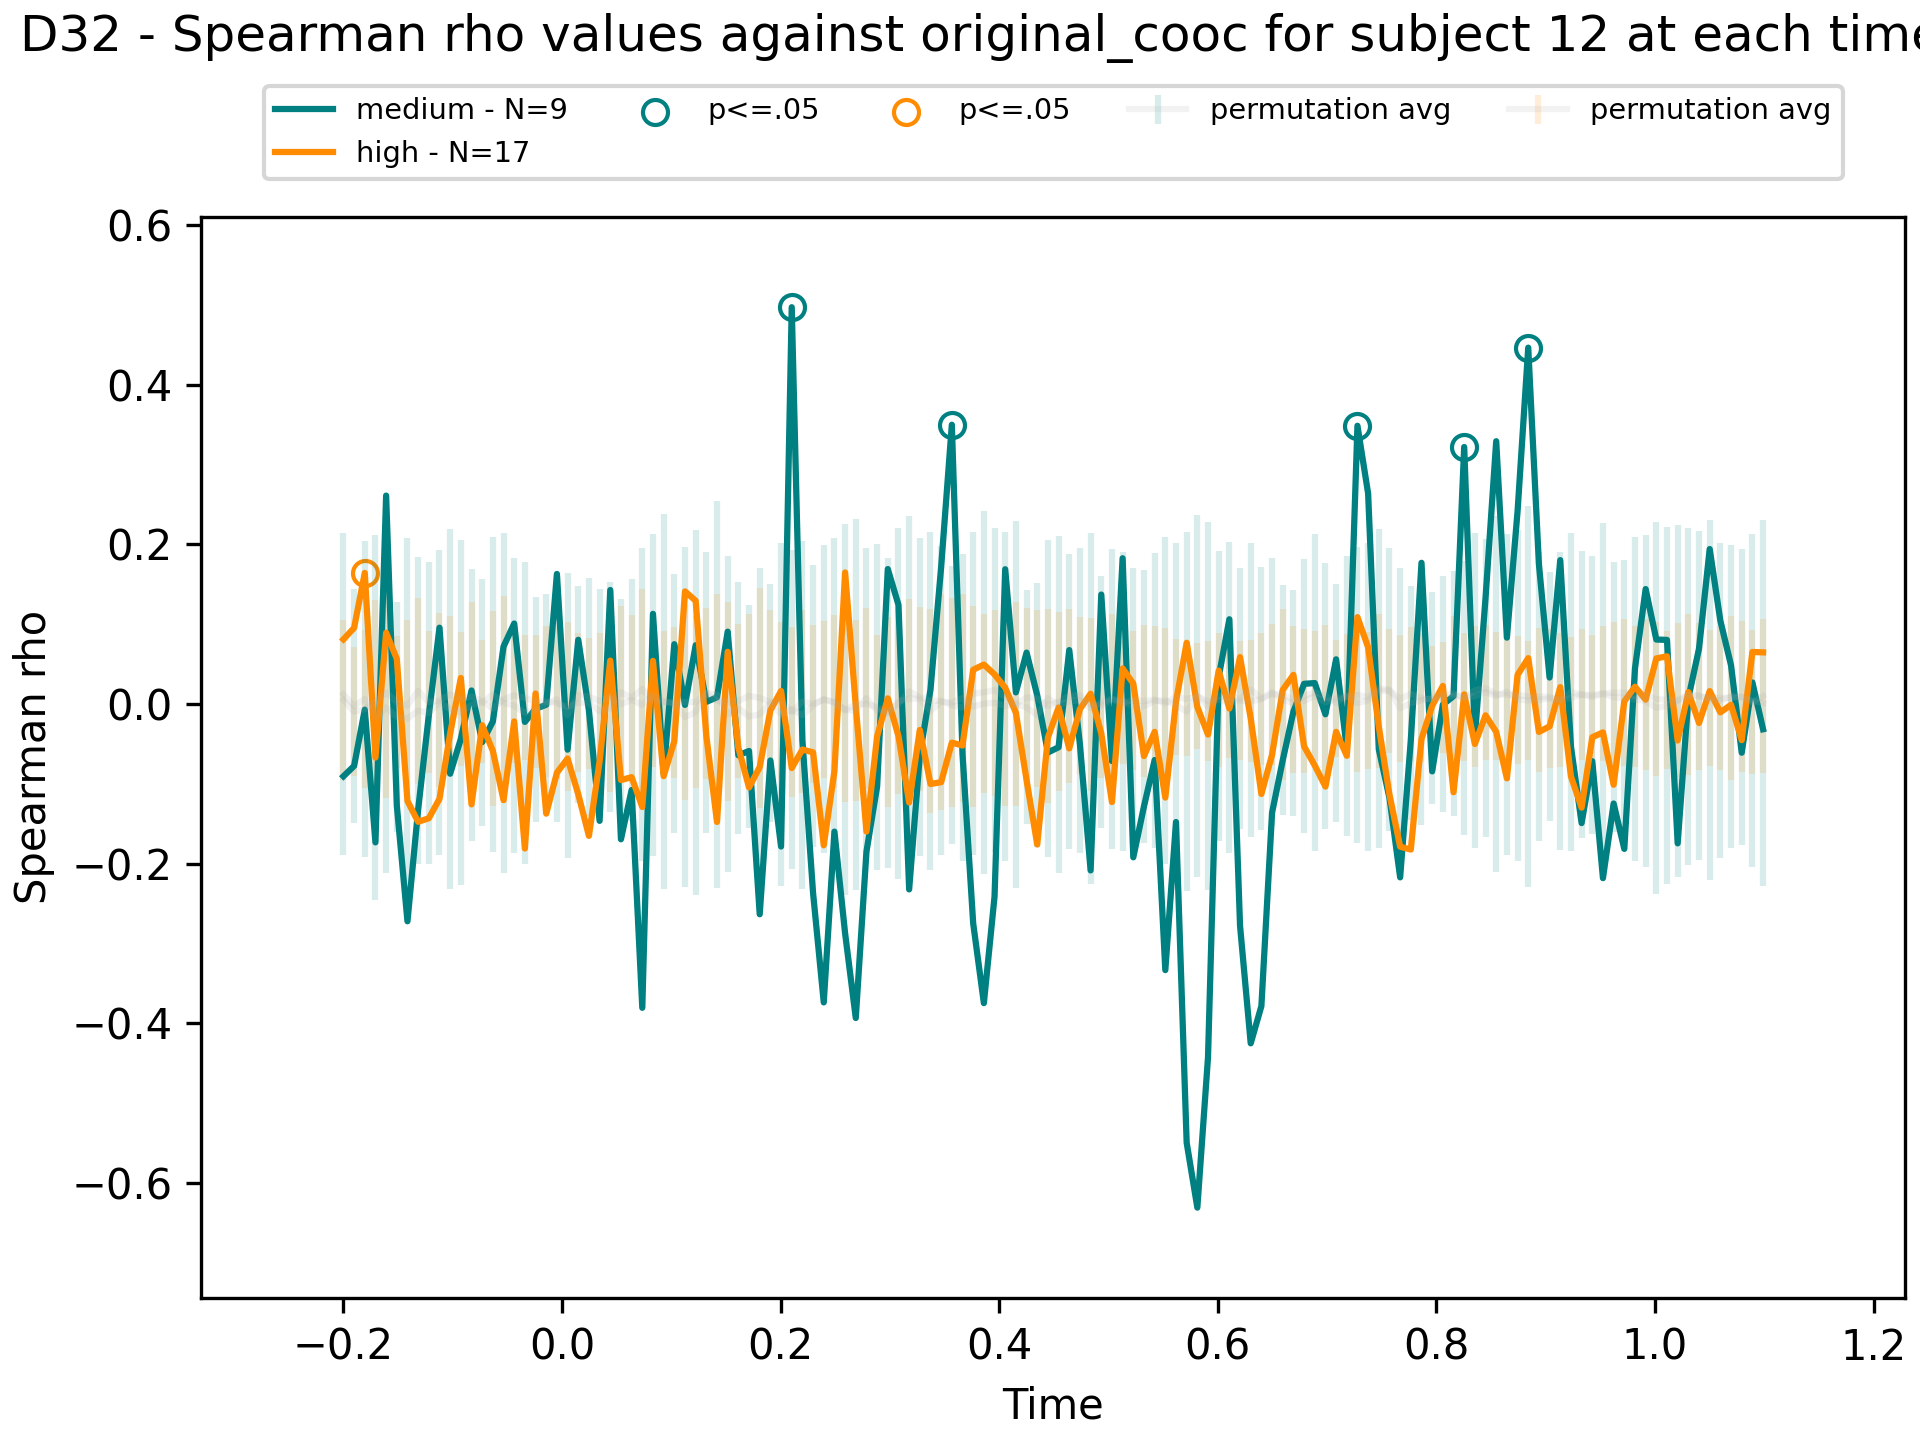 D32 - Spearman rho values against original_cooc for subject 12 at each time
medium - N=9
high - N=17
p<=.05
p<=.05
permutation avg
permutation avg
Spearman rho
0.6
0.4
0.2
0.0
−0.2
−0.4
−0.6
−0.2 0.0 0.2 0.4 0.6 0.8 1.0 1.2
Time